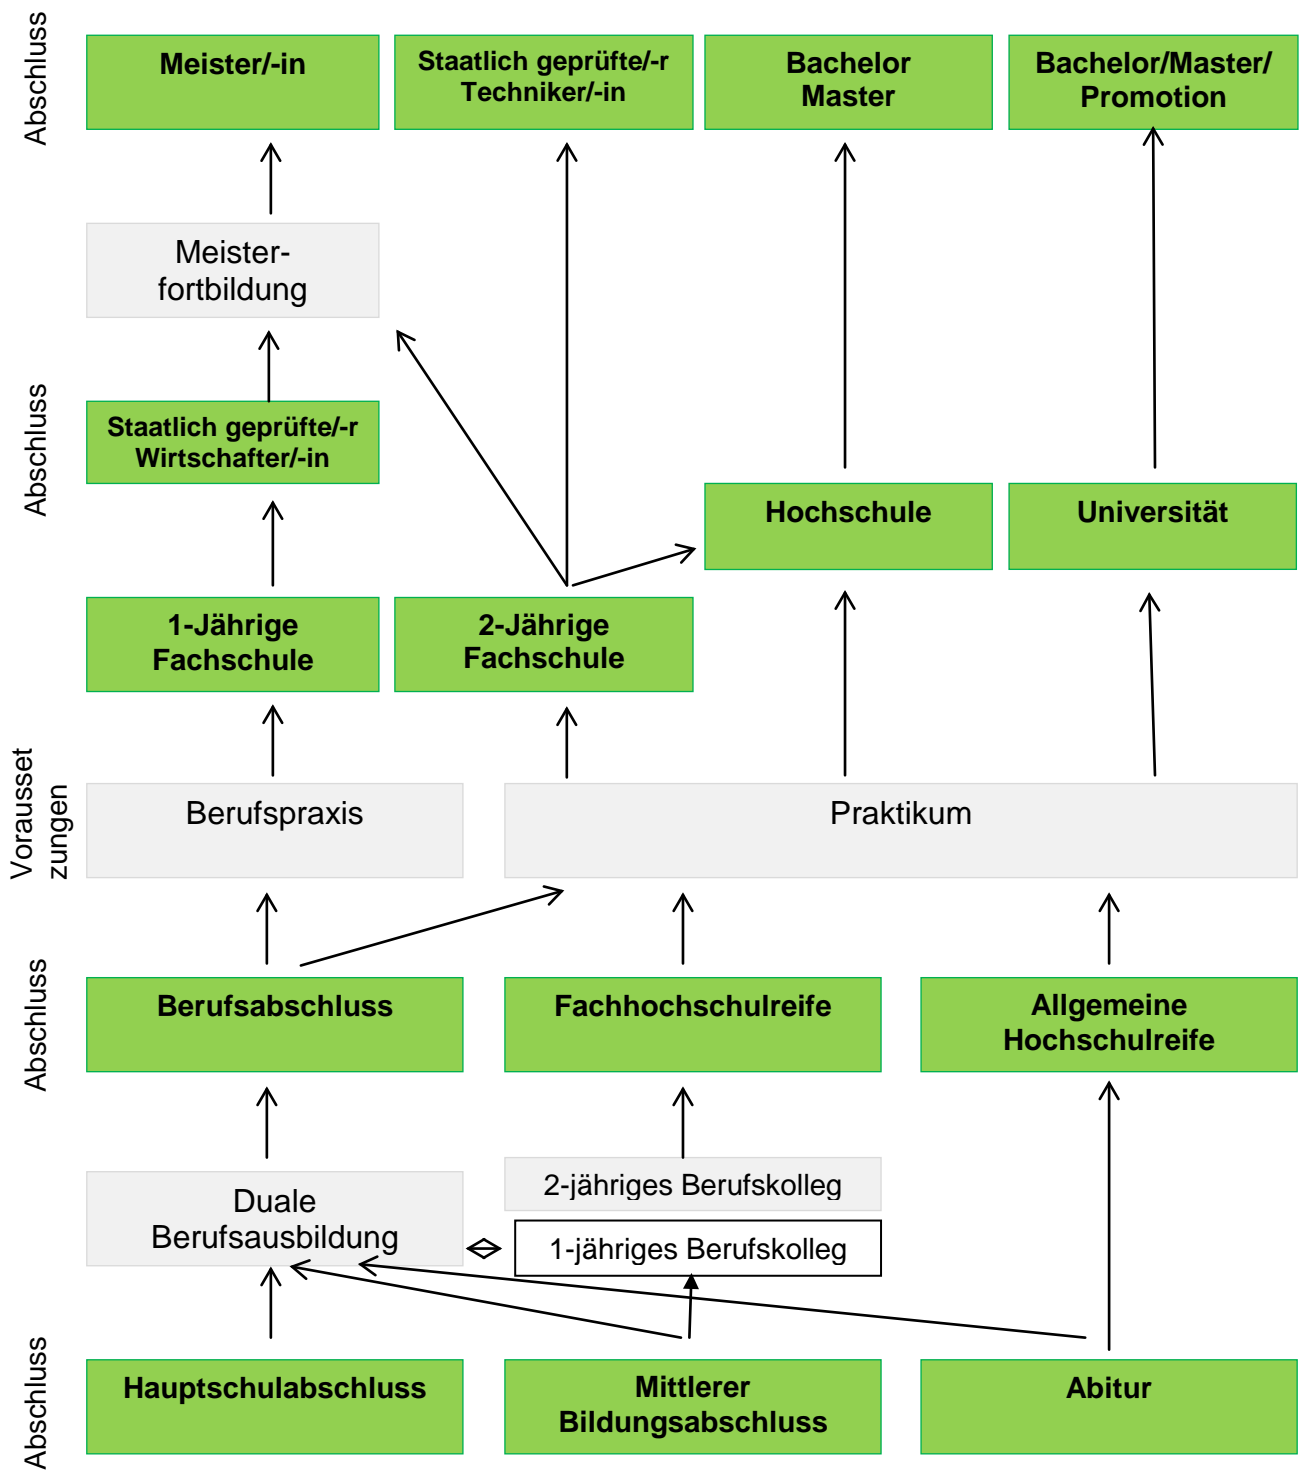 Abschluss
Meister/-in
Staatlich geprüfte/-r
Techniker/-in
Bachelor
Master
Bachelor/Master/
Promotion
Meister-
fortbildung
Abschluss
Staatlich geprüfte/-r
Wirtschafter/-in
Hochschule
Universität
1-Jährige
Fachschule
2-Jährige
Fachschule
Vorausset
zungen
Berufspraxis
Praktikum
Abschluss
Berufsabschluss
Fachhochschulreife
Allgemeine
Hochschulreife
Duale
Berufsausbildung
2-jähriges Berufskolleg
1-jähriges Berufskolleg
Abschluss
Hauptschulabschluss
Mittlerer
Bildungsabschluss
Abitur